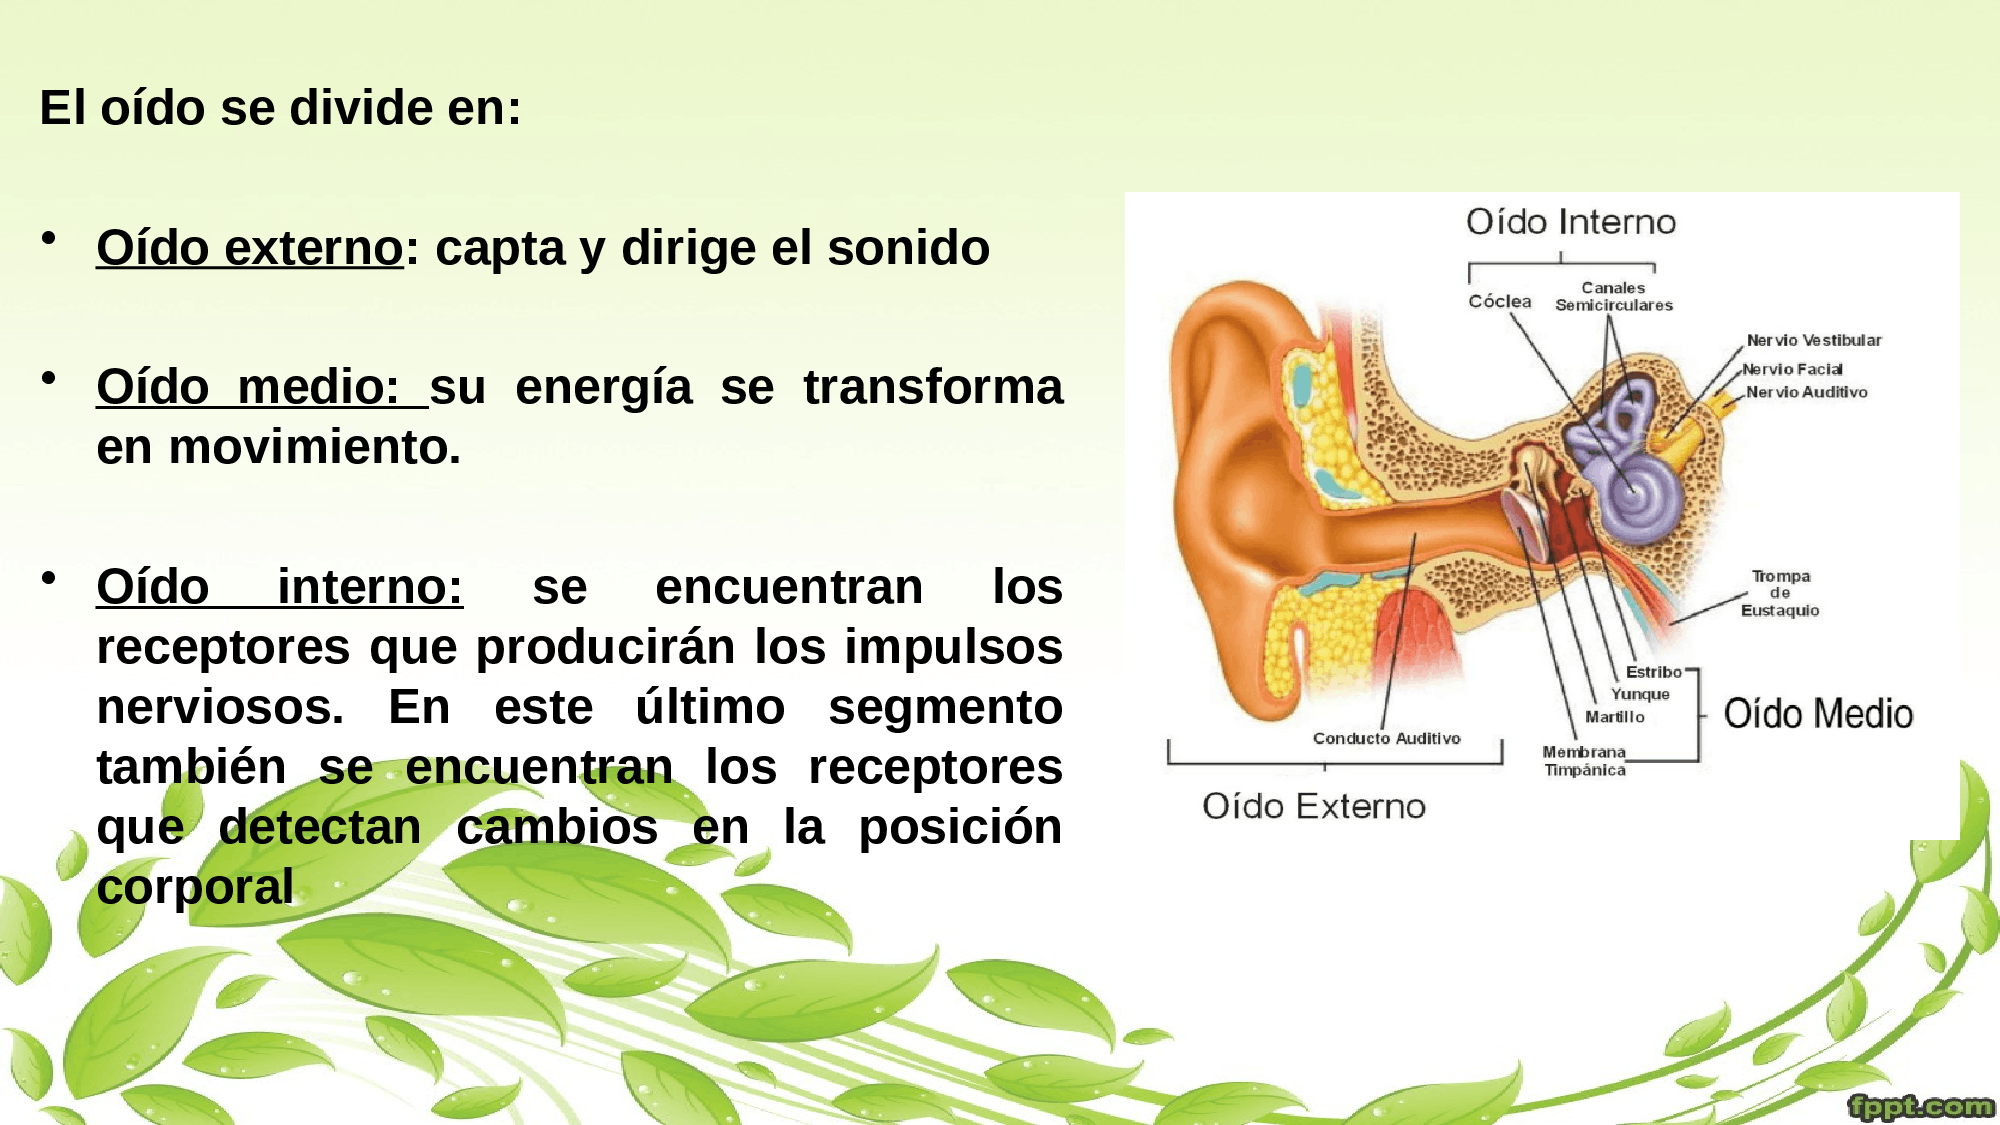 El oído se divide en:
• Oído externo: capta y dirige el sonido
• Oído medio: su energía se transforma
en movimiento.
• Oído interno: se encuentran los
receptores que producirán los impulsos
nerviosos. En este último segmento
también se encuentran los receptores
que detectan cambios en la posición
corporal
Oído Interno
Cóclea
Canales
Semicirculares
Nervio Vestibular
Nervio Facial
Nervio Auditivo
Trompa
de
Eustaquio
Estribo
Yunque
Martillo
Oído Medio
Membrana
Timpánica
Conducto Auditivo
Oído Externo
fppt.com